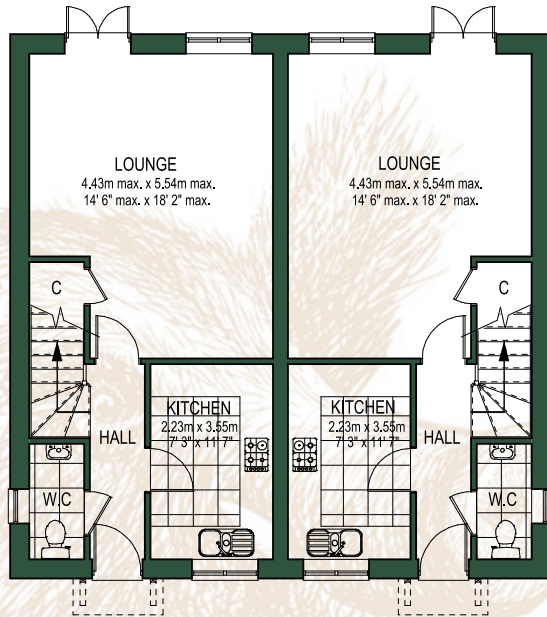 LOUNGE
4.43m max. x 5.54m max.
14' 6" max. x 18' 2" max.
LOUNGE
4.43m max. x 5.54m max.
14' 6" max. x 18' 2" max.
C
C
KITCHEN
2.23m x 3.55m
7' 3" x 11' 7"
KITCHEN
2.23m x 3.55m
7' 3" x 11' 7"
HALL
HALL
W.C
W.C